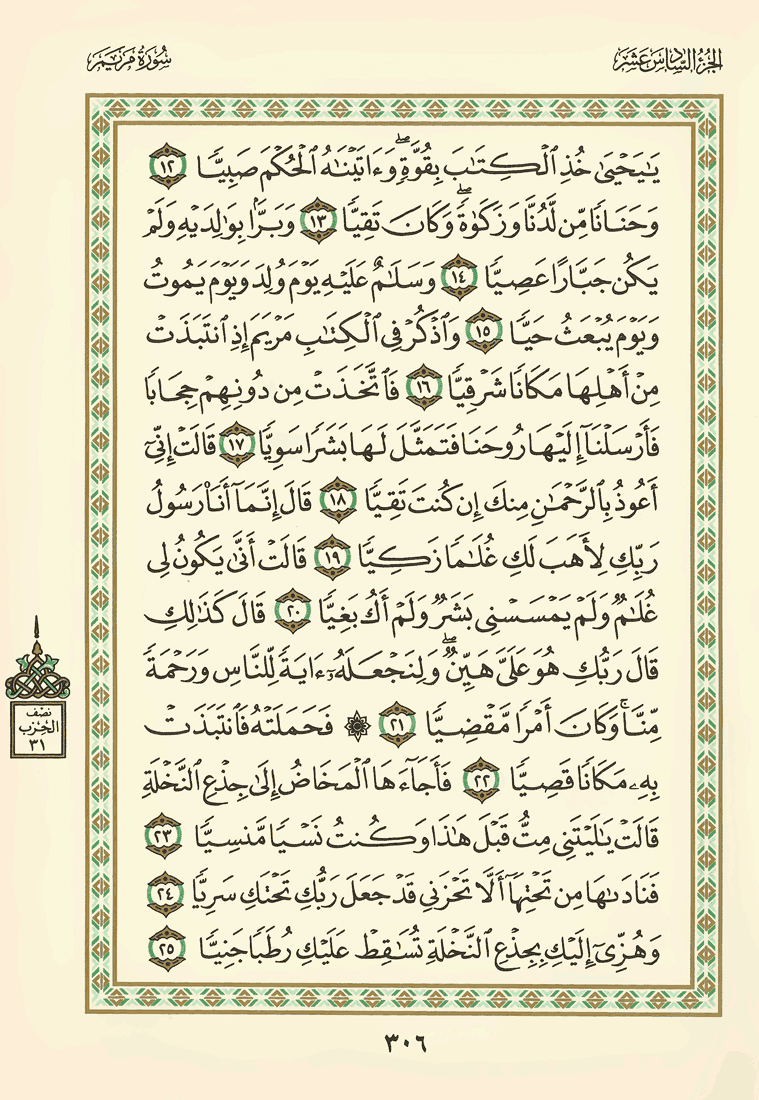 الجزء السادس عشر
سورة مريم
يَـٰيَحْيَىٰ خُذِ ٱلْكِتَـٰبَ بِقُوَّةٍۖ وَءَاتَيْنَـٰهُ ٱلْحُكْمَ صَبِيًّا ١٢
وَحَنَانًا مِّن لَّدُنَّا وَزَكَوٰةًۖ وَكَانَ تَقِيًّا ١٣ وَبَرًّۢا بِوَٰلِدَيْهِ وَلَمْ
يَكُن جَبَّارًا عَصِيًّا ١٤ وَسَلَـٰمٌ عَلَيْهِ يَوْمَ وُلِدَ وَيَوْمَ يَمُوتُ
وَيَوْمَ يُبْعَثُ حَيًّا ١٥ وَٱذْكُرْ فِى ٱلْكِتَـٰبِ مَرْيَمَ إِذِ ٱنتَبَذَتْ
مِنْ أَهْلِهَا مَكَانًا شَرْقِيًّا ١٦ فَٱتَّخَذَتْ مِن دُونِهِمْ حِجَابًا
فَأَرْسَلْنَآ إِلَيْهَا رُوحَنَا فَتَمَثَّلَ لَهَا بَشَرًا سَوِيًّا ١٧ قَالَتْ إِنِّىٓ
أَعُوذُ بِٱلرَّحْمَـٰنِ مِنكَ إِن كُنتَ تَقِيًّا ١٨ قَالَ إِنَّمَآ أَنَا۠ رَسُولُ
رَبِّكِ لِأَهَبَ لَكِ غُلَـٰمًا زَكِيًّا ١٩ قَالَتْ أَنَّىٰ يَكُونُ لِى
غُلَـٰمٌ وَلَمْ يَمْسَسْنِى بَشَرٌ وَلَمْ أَكُ بَغِيًّا ٢٠ قَالَ كَذَٰلِكِ
قَالَ رَبُّكِ هُوَ عَلَىَّ هَيِّنٌۖ وَلِنَجْعَلَهُۥٓ ءَايَةً لِّلنَّاسِ وَرَحْمَةً
مِّنَّاۚ وَكَانَ أَمْرًا مَّقْضِيًّا ٢١ ۞ فَحَمَلَتْهُ فَٱنتَبَذَتْ
بِهِۦ مَكَانًا قَصِيًّا ٢٢ فَأَجَآءَهَا ٱلْمَخَاضُ إِلَىٰ جِذْعِ ٱلنَّخْلَةِ
قَالَتْ يَـٰلَيْتَنِى مِتُّ قَبْلَ هَـٰذَا وَكُنتُ نَسْيًا مَّنسِيًّا ٢٣
فَنَادَىٰهَا مِن تَحْتِهَآ أَلَّا تَحْزَنِى قَدْ جَعَلَ رَبُّكِ تَحْتَكِ سَرِيًّا ٢٤
وَهُزِّىٓ إِلَيْكِ بِجِذْعِ ٱلنَّخْلَةِ تُسَـٰقِطْ عَلَيْكِ رُطَبًا جَنِيًّا ٢٥
نصف
الحزب
٣١
٣٠٦